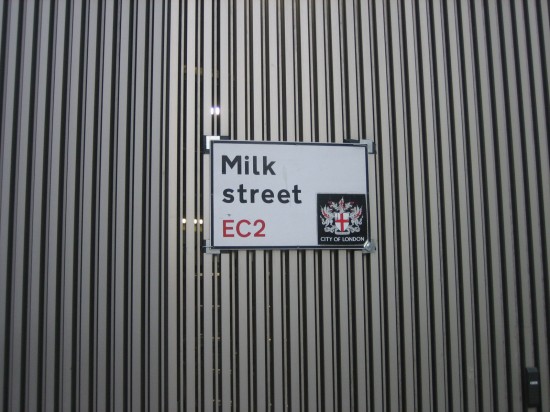 Milk
street
EC2
CITY OF LONDON